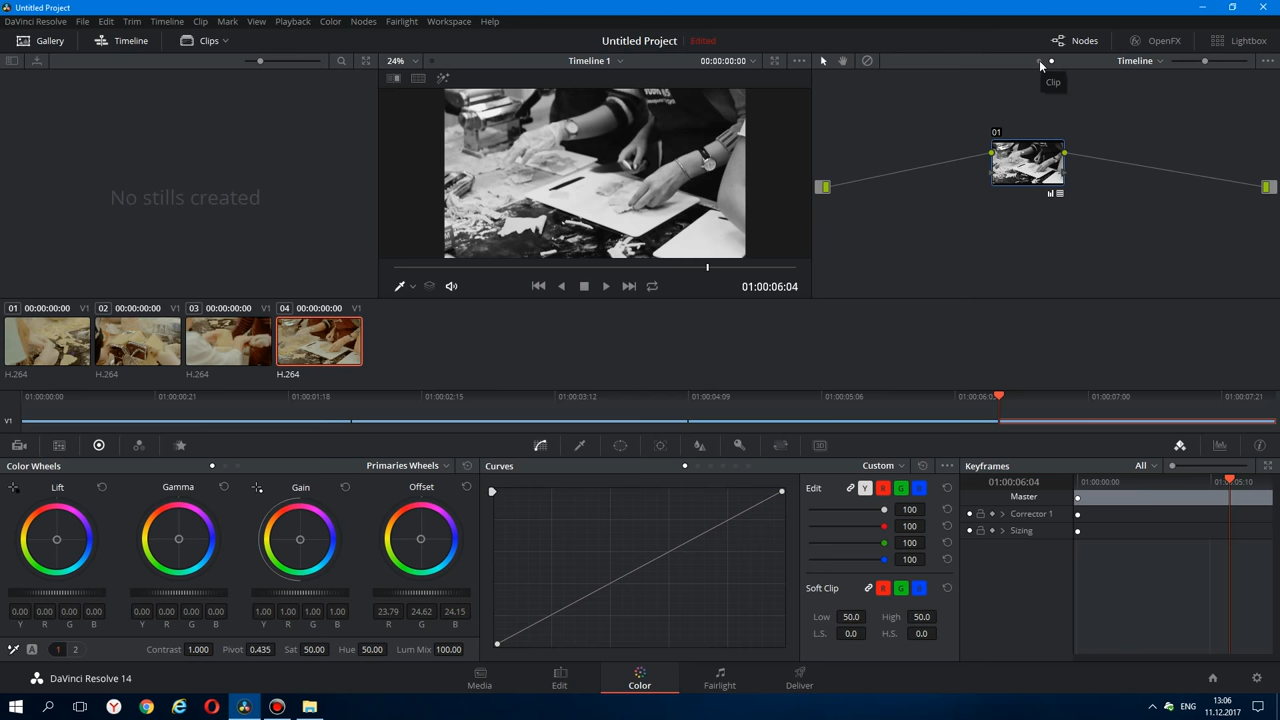 Untitled Project
DaVinci Resolve File Edit Trim Timeline Clip Mark View Playback Color Nodes Fairlight Workspace Help
Gallery Timeline Clips Untitled Project Edited Nodes OpenFX Lightbox
24% Timeline 1 00:00:00:00 Timeline
Clip
01
No stills created
01:00:06:04
01 00:00:00:00 V1 02 00:00:00:00 V1 03 00:00:00:00 V1 04 00:00:00:00 V1
H.264 H.264 H.264 H.264
01:00:00:00 01:00:00:21 01:00:01:18 01:00:02:15 01:00:03:12 01:00:04:09 01:00:05:06 01:00:07:00 01:00:07:21
V1
Color Wheels Primaries Wheels Curves Custom Keyframes All
Lift Gamma Gain Offset Edit Y R G B
01:00:06:04 01:00:00:00
Master
100
Corrector 1
100
Sizing
100
100
Soft Clip R G B
0.00 0.00 0.00 0.00 0.00 0.00 0.00 0.00 1.00 1.00 1.00 1.00 23.79 24.62 24.15
Y R G B Y R G B Y R G B R G B
Low 50.0 High 50.0
L.S. 0.0 H.S. 0.0
A 1 2 Contrast 1.000 Pivot 0.435 Sat 50.00 Hue 50.00 Lum Mix 100.00
DaVinci Resolve 14 Media Edit Color Fairlight Deliver
ENG 13:06
11.12.2017